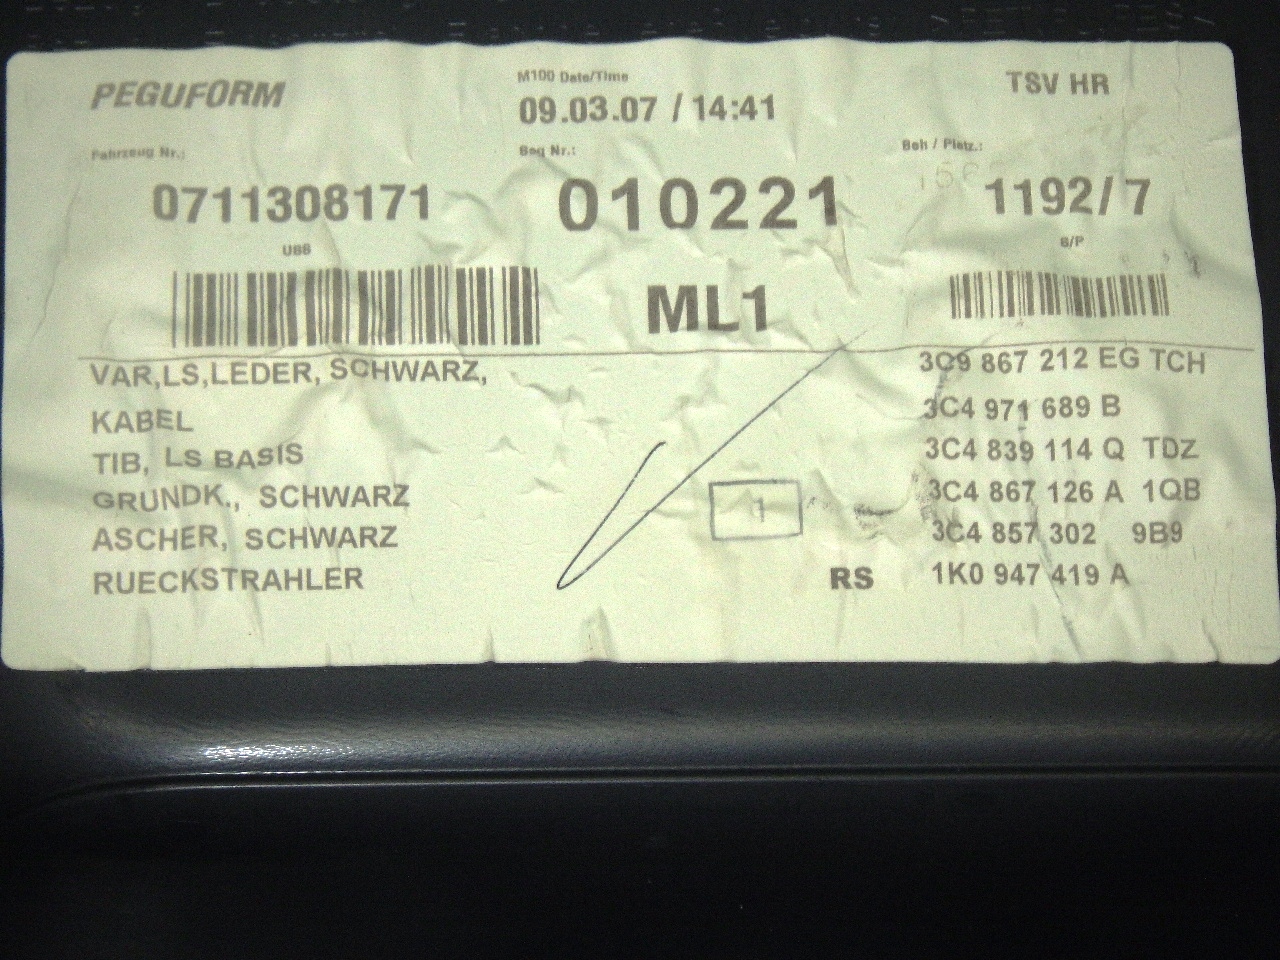 PEGUFORM
M100 Date/Time
TSV HR
09.03.07 / 14:41
Fahrzeug Nr.:
Seq Nr.:
Beh / Platz.:
0711308171
010221
1192/7
UBB
S/P
ML1
VAR,LS,LEDER, SCHWARZ, 3C9 867 212 EG TCH
KABEL 3C4 971 689 B
TIB, LS BASIS 3C4 839 114 Q TDZ
GRUNDK., SCHWARZ 3C4 867 126 A 1QB
1
ASCHER, SCHWARZ 3C4 857 302 9B9
RUECKSTRAHLER RS 1K0 947 419 A